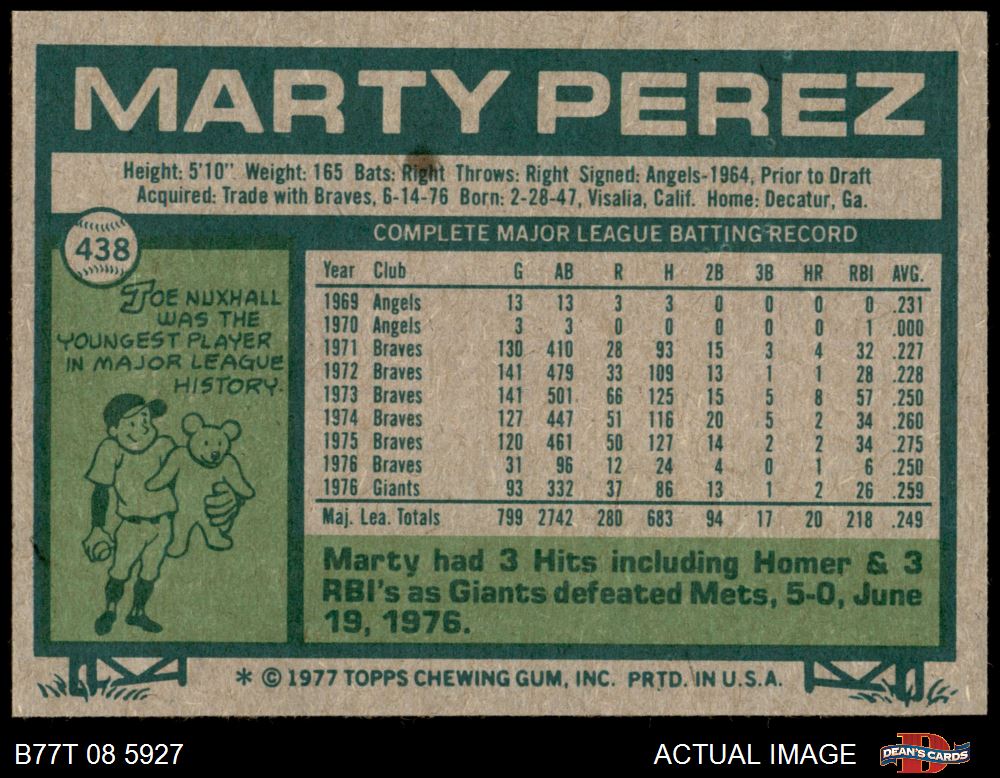 MARTY PEREZ
Height: 5'10" Weight: 165 Bats: Right Throws: Right Signed: Angels-1964, Prior to Draft
Acquired: Trade with Braves, 6-14-76 Born: 2-28-47, Visalia, Calif. Home: Decatur, Ga.
438
JOE NUXHALL
WAS THE
YOUNGEST PLAYER
IN MAJOR LEAGUE
HISTORY.
COMPLETE MAJOR LEAGUE BATTING RECORD
Year Club G AB R H 2B 3B HR RBI AVG.
1969 Angels 13 13 3 3 0 0 0 0 .231
1970 Angels 3 3 0 0 0 0 0 1 .000
1971 Braves 130 410 28 93 15 3 4 32 .227
1972 Braves 141 479 33 109 13 1 1 28 .228
1973 Braves 141 501 66 125 15 5 8 57 .250
1974 Braves 127 447 51 116 20 5 2 34 .260
1975 Braves 120 461 50 127 14 2 2 34 .275
1976 Braves 31 96 12 24 4 0 1 6 .250
1976 Giants 93 332 37 86 13 1 2 26 .259
Maj. Lea. Totals 799 2742 280 683 94 17 20 218 .249
Marty had 3 Hits including Homer & 3
RBI's as Giants defeated Mets, 5-0, June
19, 1976.
* © 1977 TOPPS CHEWING GUM, INC. PRTD. IN U.S.A.
B77T 08 5927
ACTUAL IMAGE
D
DEAN'S CARDS